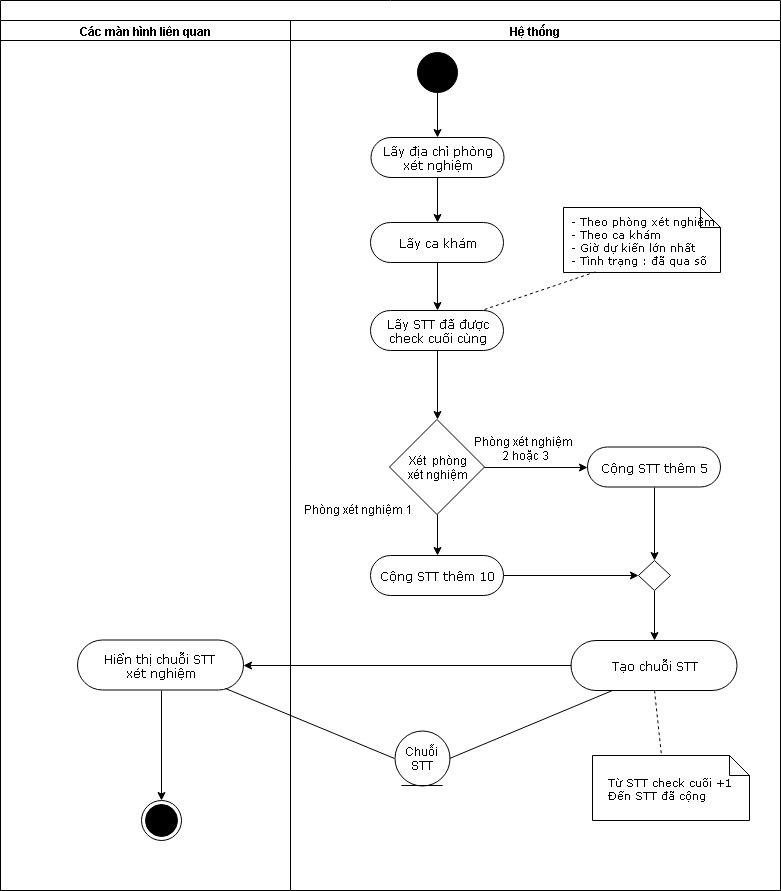 Các màn hình liên quan
Hệ thống
Lấy địa chỉ phòng
xét nghiệm
Lấy ca khám
- Theo phòng xét nghiệm
- Theo ca khám
- Giờ dự kiến lớn nhất
- Tình trạng : đã qua số
Lấy STT đã được
check cuối cùng
Xét phòng
xét nghiệm
Phòng xét nghiệm
2 hoặc 3
Cộng STT thêm 5
Phòng xét nghiệm 1
Cộng STT thêm 10
Hiển thị chuỗi STT
xét nghiệm
Tạo chuỗi STT
Chuỗi
STT
Từ STT check cuối +1
Đến STT đã cộng